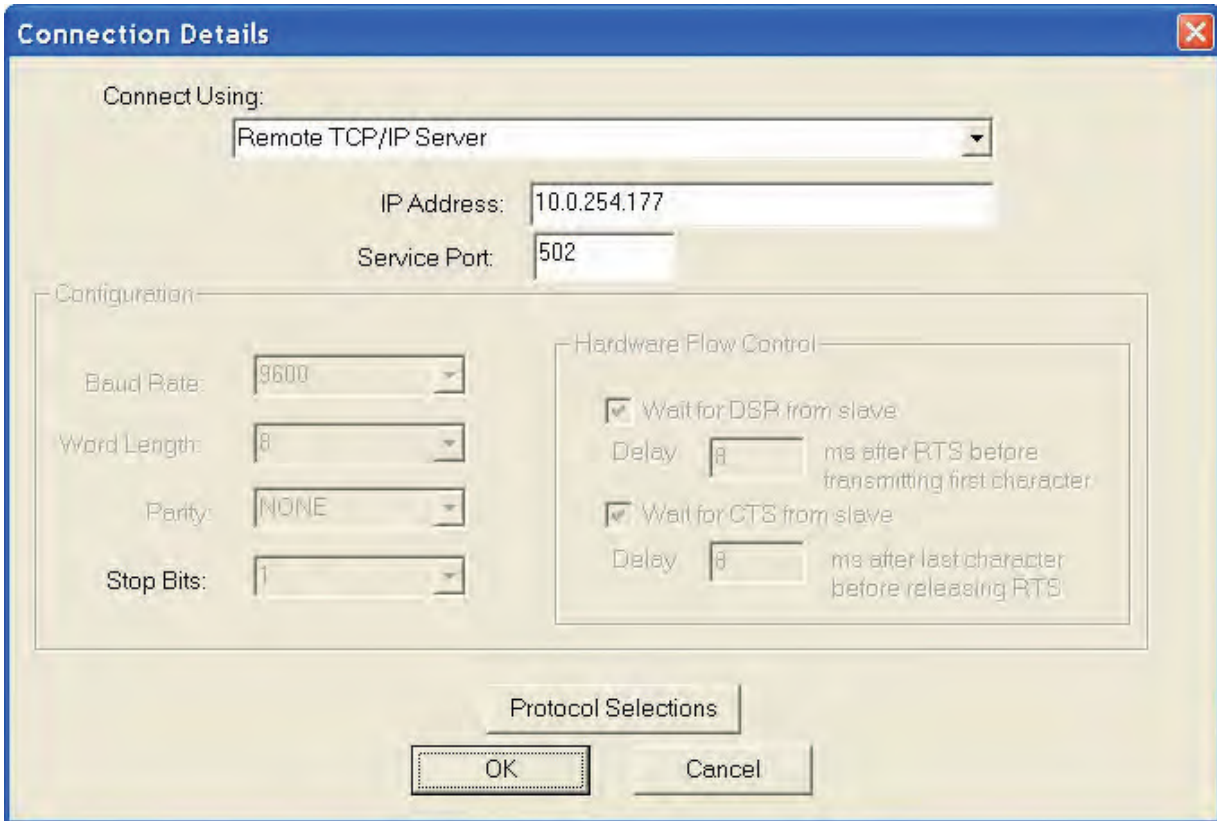 Connection Details
Connect Using:
Remote TCP/IP Server
IP Address: 10.0.254.177
Service Port: 502
Configuration
Baud Rate: 9600
Word Length: 8
Parity: NONE
Stop Bits: 1
Hardware Flow Control
Wait for DSR from slave
Delay 8 ms after RTS before
transmitting first character
Wait for CTS from slave
Delay 8 ms after last character
before releasing RTS
Protocol Selections
OK Cancel